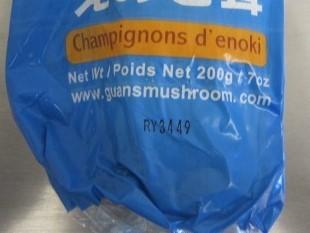 Champignons d'enoki
Net Wt / Poids Net 200g / 7oz
www.guansmushroom.com
RY3449